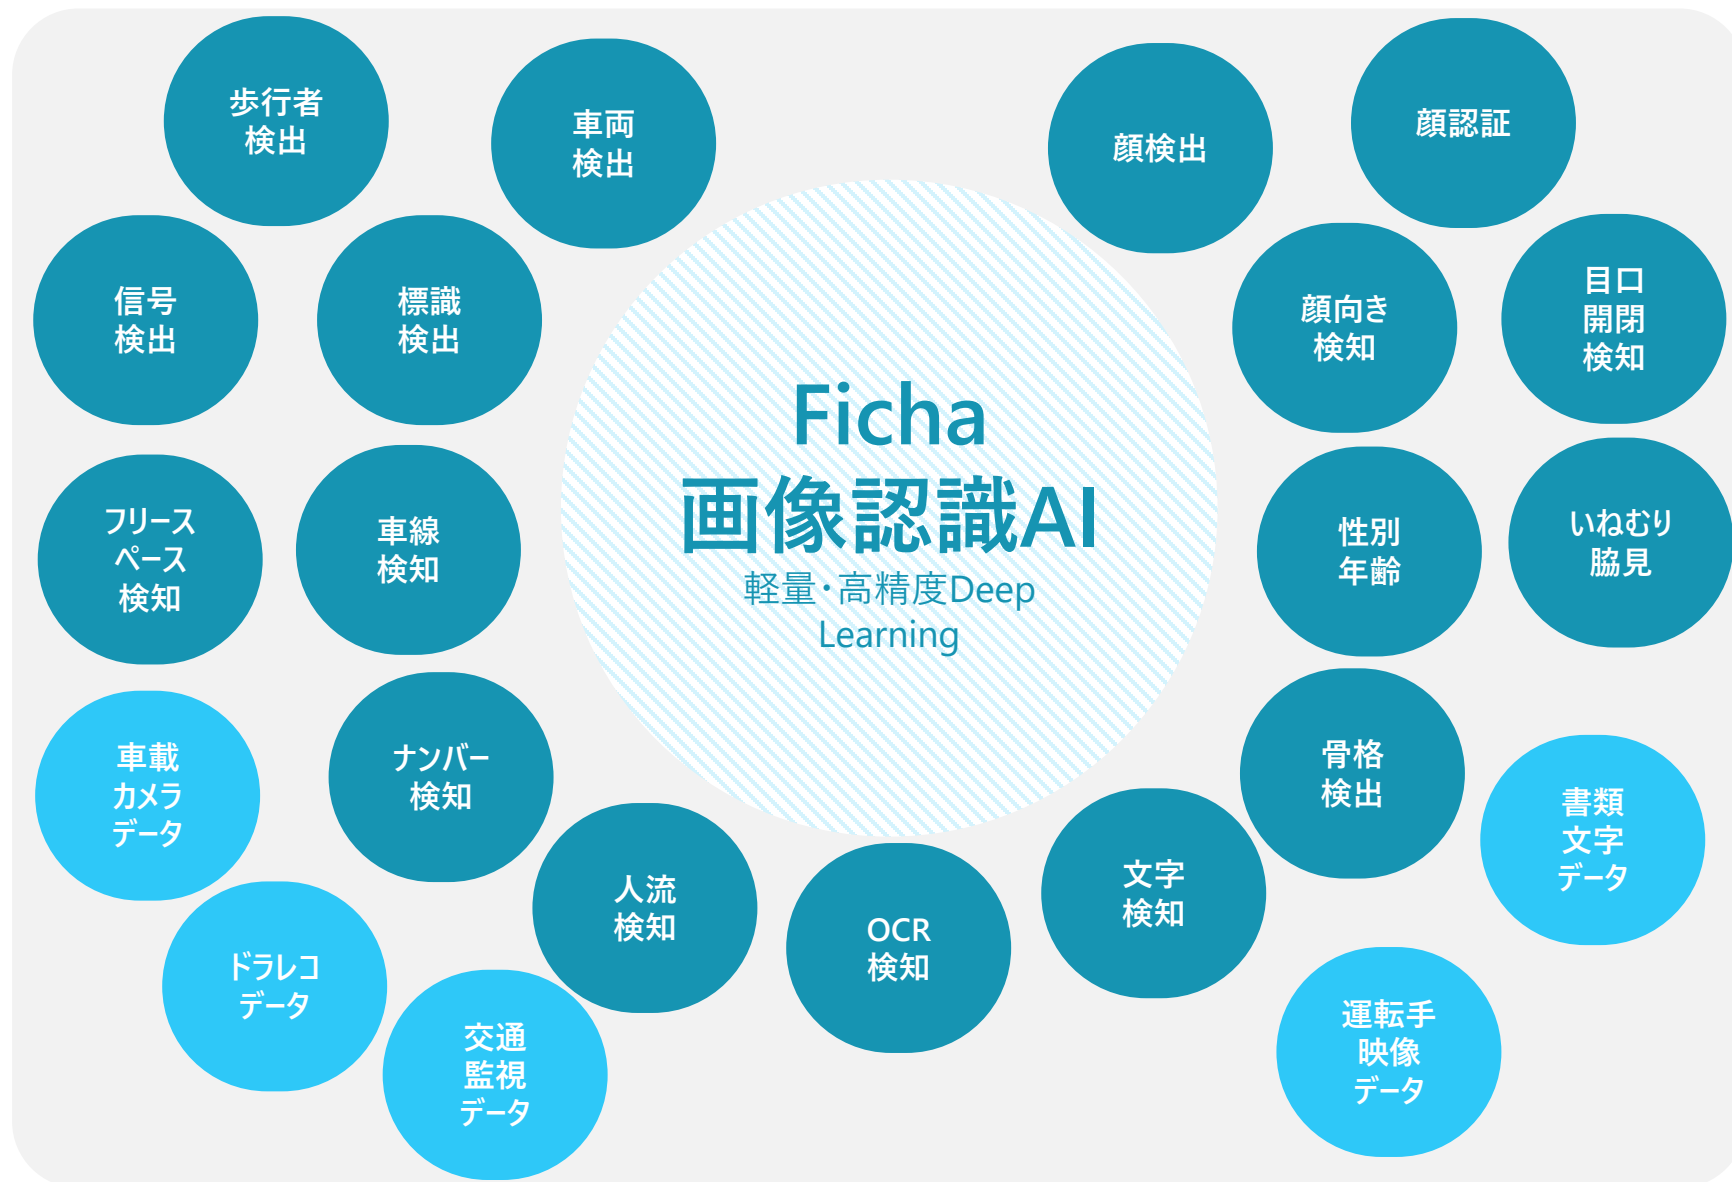 歩行者
検出
車両
検出
顔検出
顔認証
信号
検出
標識
検出
顔向き
検知
目口
開閉
検知
Ficha
画像認識AI
軽量・高精度Deep
Learning
フリース
ペース
検知
車線
検知
性別
年齢
いねむり
脇見
車載
カメラ
データ
ナンバー
検知
骨格
検出
書類
文字
データ
人流
検知
OCR
検知
文字
検知
ドラレコ
データ
交通
監視
データ
運転手
映像
データ